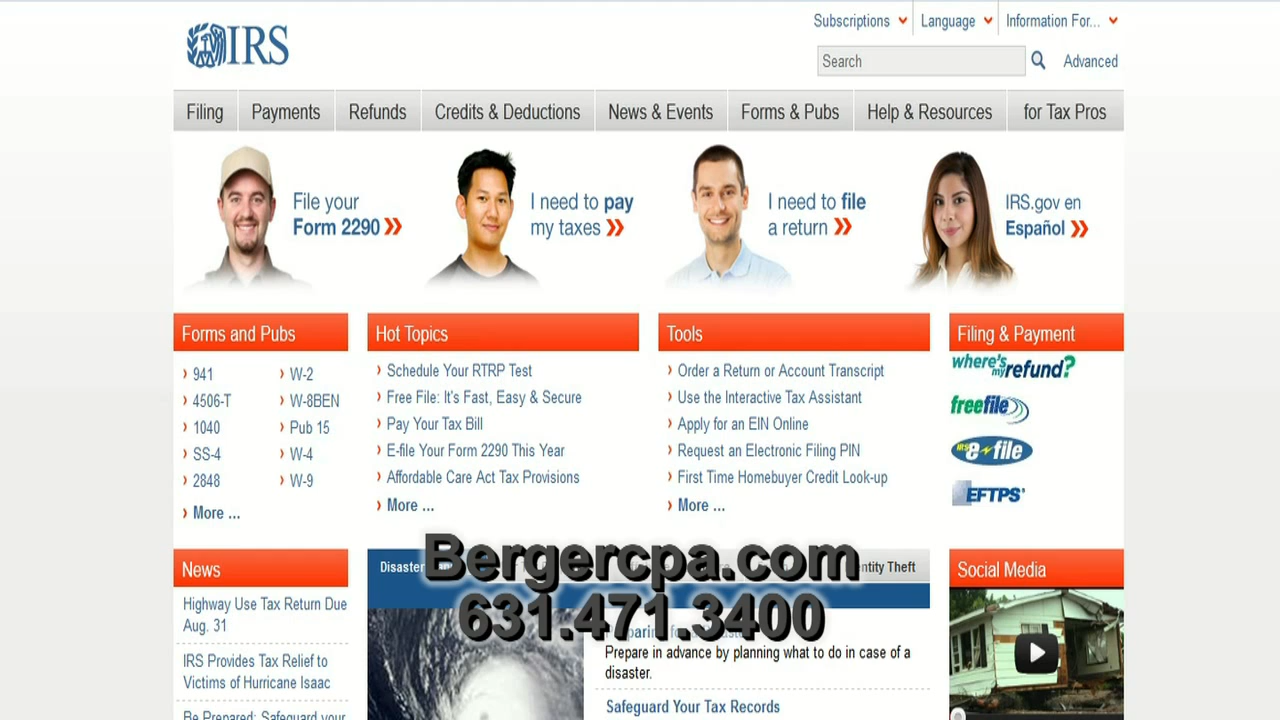 IRS
Subscriptions
Language
Information For...
Search
Advanced
Filing
Payments
Refunds
Credits & Deductions
News & Events
Forms & Pubs
Help & Resources
for Tax Pros
File your
Form 2290
I need to pay
my taxes
I need to file
a return
IRS.gov en
Español
Forms and Pubs
941
W-2
4506-T
W-8BEN
1040
Pub 15
SS-4
W-4
2848
W-9
More ...
Hot Topics
Schedule Your RTRP Test
Free File: It's Fast, Easy & Secure
Pay Your Tax Bill
E-file Your Form 2290 This Year
Affordable Care Act Tax Provisions
More ...
Tools
Order a Return or Account Transcript
Use the Interactive Tax Assistant
Apply for an EIN Online
Request an Electronic Filing PIN
First Time Homebuyer Credit Look-up
More ...
Filing & Payment
where's my refund?
freefile
IRS e-file
EFTPS
News
Highway Use Tax Return Due
Aug. 31
IRS Provides Tax Relief to
Victims of Hurricane Isaac
Be Prepared: Safeguard your
Disaster
Theft
Bergercpa.com
631.471.3400
Prepare in advance by planning what to do in case of a
disaster.
Safeguard Your Tax Records
Social Media